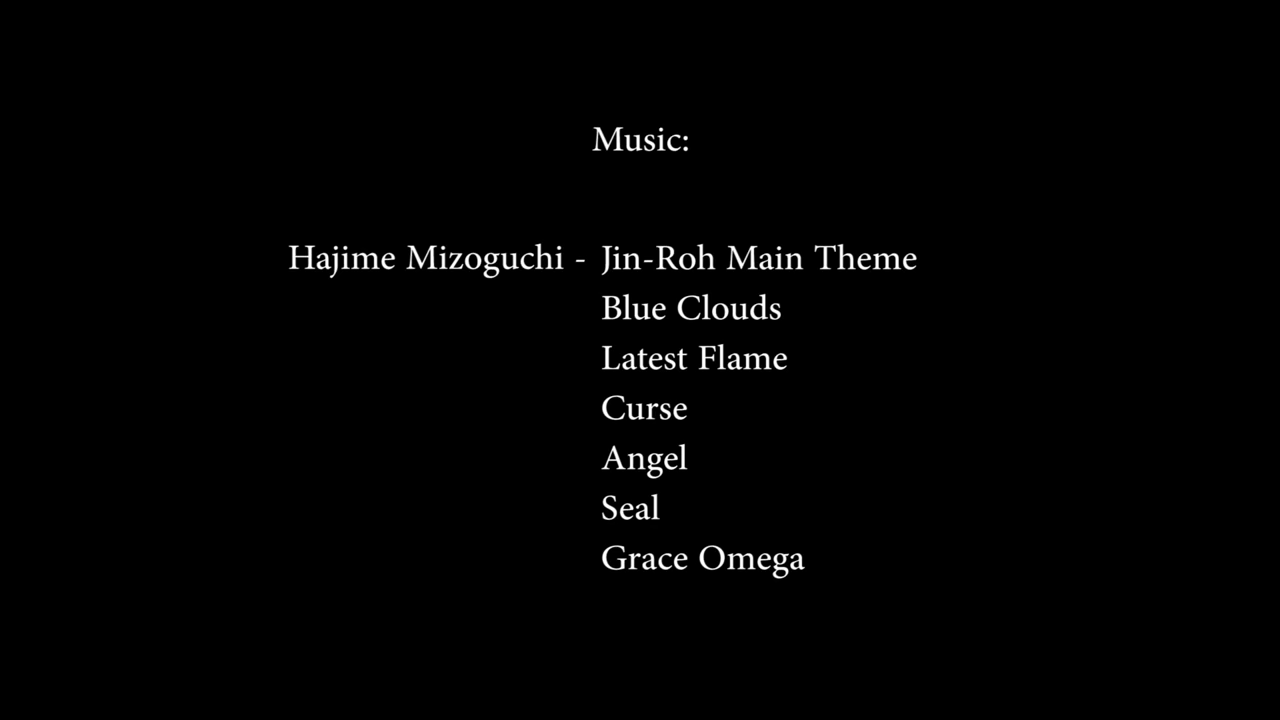 Music:
Hajime Mizoguchi - Jin-Roh Main Theme
Blue Clouds
Latest Flame
Curse
Angel
Seal
Grace Omega